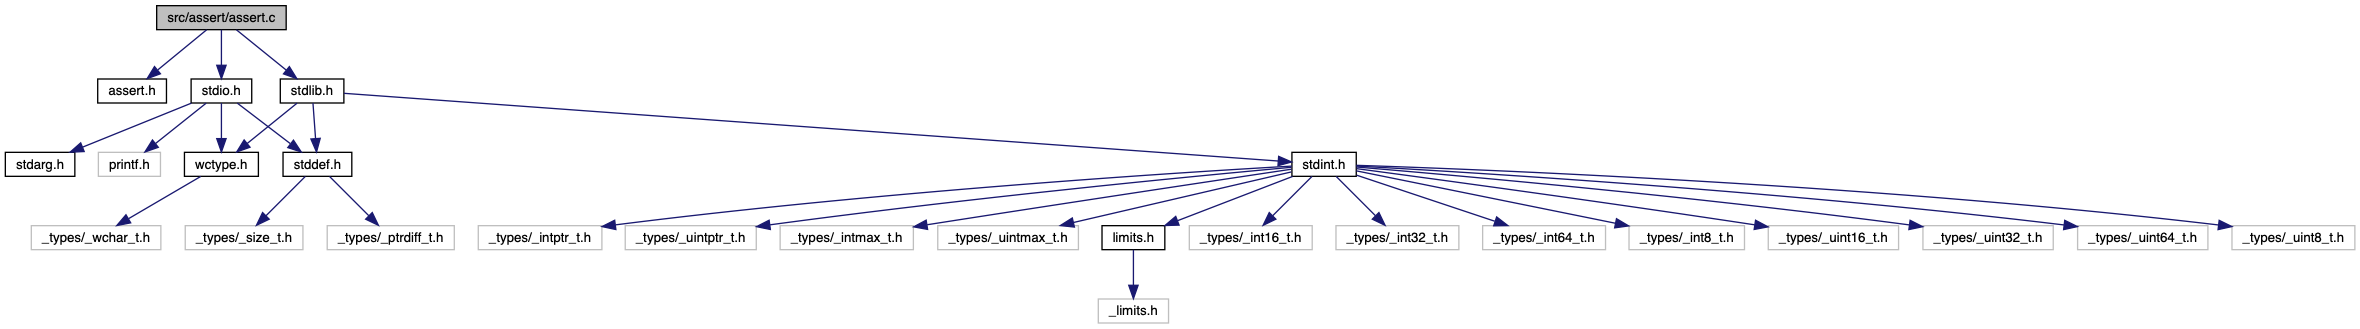 src/assert/assert.c
assert.h
stdio.h
stdlib.h
stdarg.h
printf.h
wctype.h
stddef.h
stdint.h
_types/_wchar_t.h
_types/_size_t.h
_types/_ptrdiff_t.h
_types/_intptr_t.h
_types/_uintptr_t.h
_types/_intmax_t.h
_types/_uintmax_t.h
limits.h
_types/_int16_t.h
_types/_int32_t.h
_types/_int64_t.h
_types/_int8_t.h
_types/_uint16_t.h
_types/_uint32_t.h
_types/_uint64_t.h
_types/_uint8_t.h
_limits.h